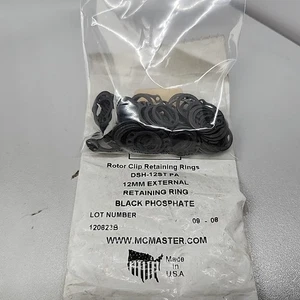 Rotor Clip Retaining Rings
DSH-12ST PA
12MM EXTERNAL
RETAINING RING
BLACK PHOSPHATE
LOT NUMBER 09 - 08
120823B
WWW.MCMASTER.COM
Made
In
USA